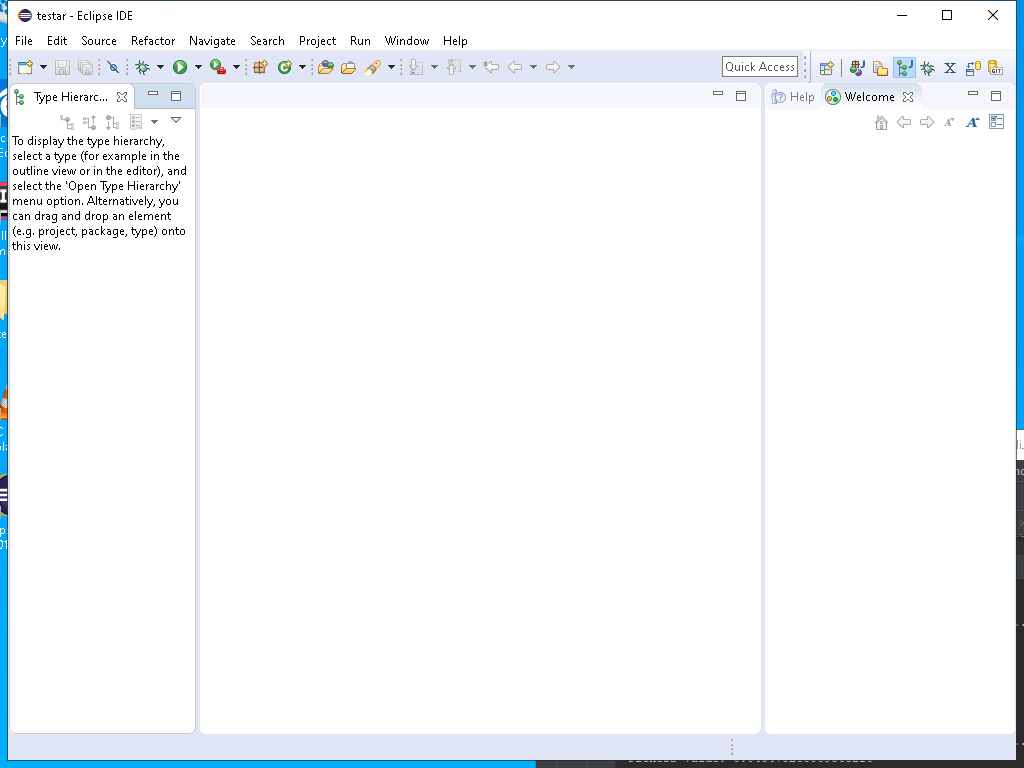 testar - Eclipse IDE
File Edit Source Refactor Navigate Search Project Run Window Help
Quick Access
Type Hierarc...
Help
Welcome
To display the type hierarchy,
select a type (for example in the
outline view or in the editor), and
select the 'Open Type Hierarchy'
menu option. Alternatively, you
can drag and drop an element
(e.g. project, package, type) onto
this view.